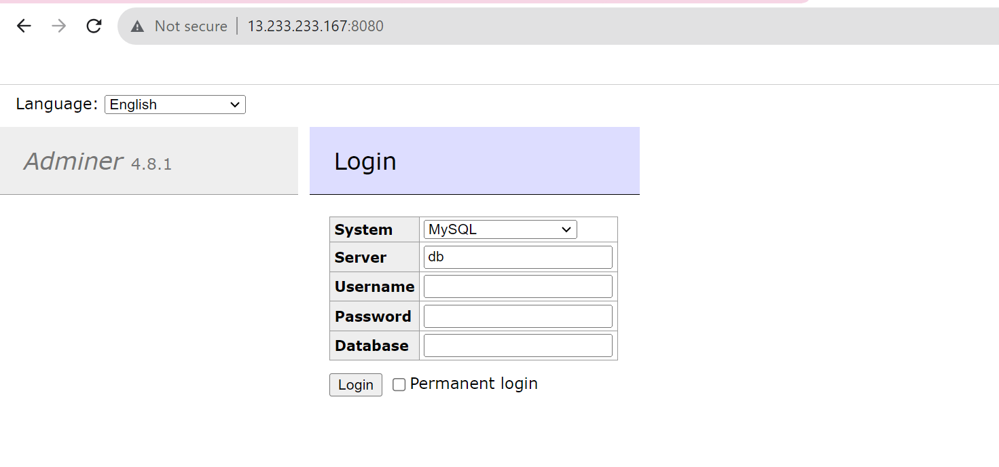 Not secure 13.233.233.167:8080
Language: English
Adminer 4.8.1
Login
System MySQL
Server db
Username
Password
Database
Login Permanent login